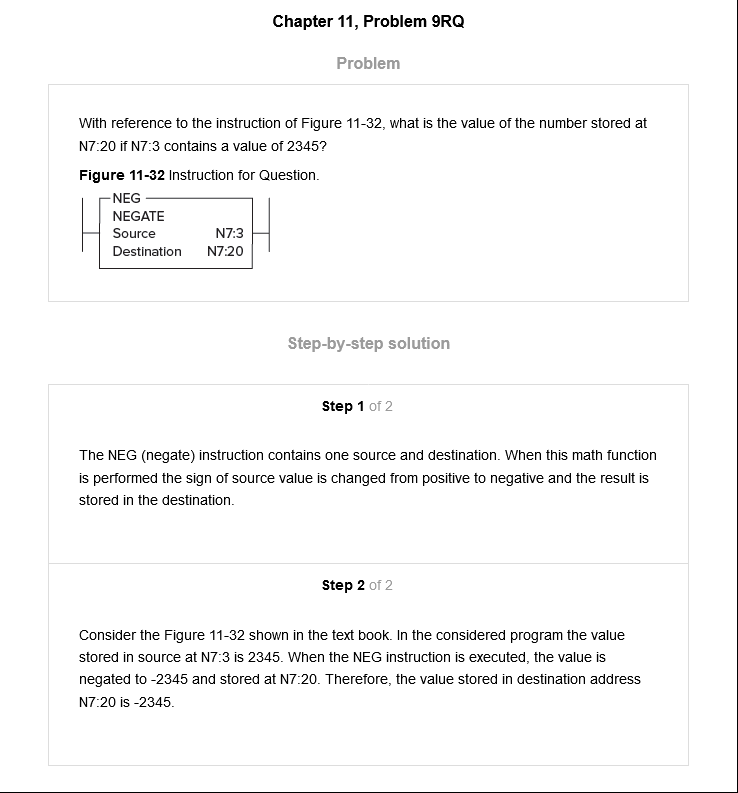 Chapter 11, Problem 9RQ
Problem
With reference to the instruction of Figure 11-32, what is the value of the number stored at
N7:20 if N7:3 contains a value of 2345?
Figure 11-32 Instruction for Question.
NEG
NEGATE
Source N7:3
Destination N7:20
Step-by-step solution
Step 1 of 2
The NEG (negate) instruction contains one source and destination. When this math function
is performed the sign of source value is changed from positive to negative and the result is
stored in the destination.
Step 2 of 2
Consider the Figure 11-32 shown in the text book. In the considered program the value
stored in source at N7:3 is 2345. When the NEG instruction is executed, the value is
negated to -2345 and stored at N7:20. Therefore, the value stored in destination address
N7:20 is -2345.